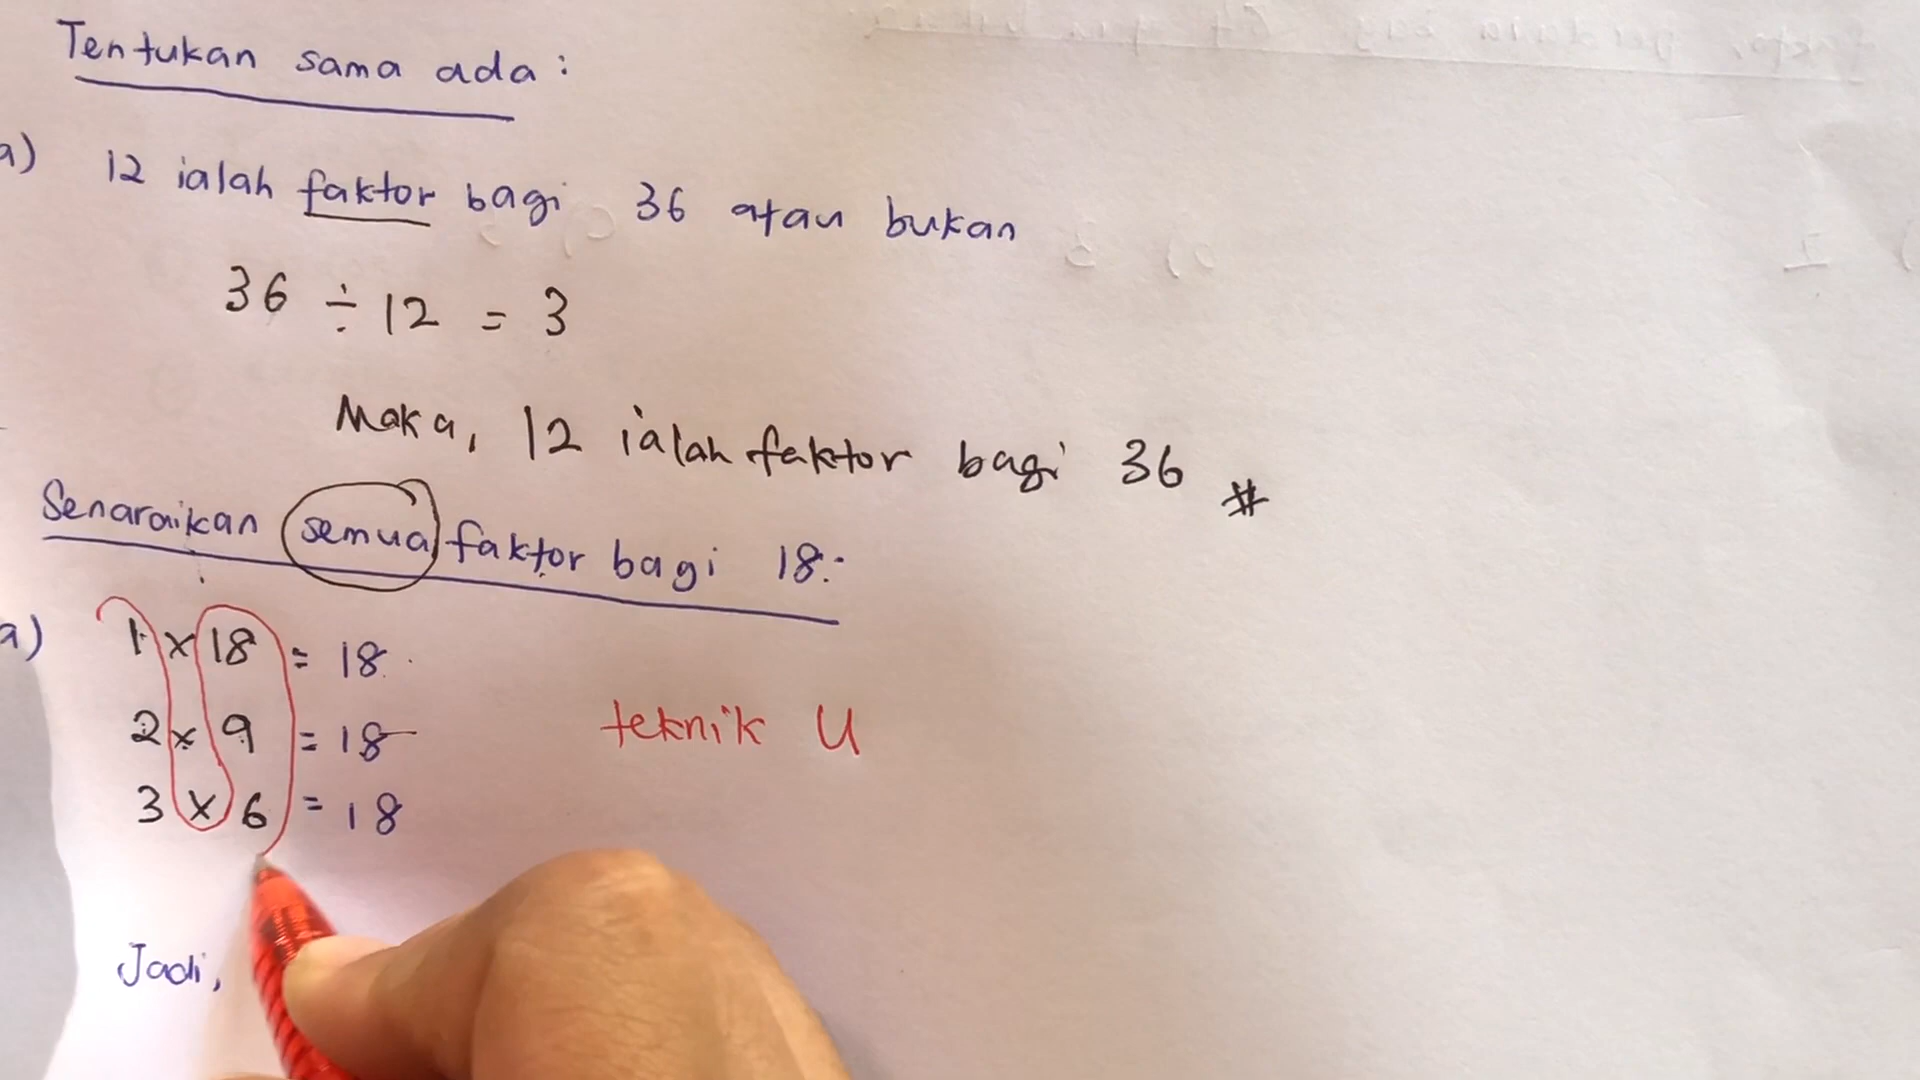 Tentukan sama ada:
a) 12 ialah faktor bagi 36 atau bukan
36 ÷ 12 = 3
Maka, 12 ialah faktor bagi 36 #
Senaraikan semua faktor bagi 18:-
a) 1 x 18 = 18
2 x 9 = 18
teknik U
3 x 6 = 18
Jadi,